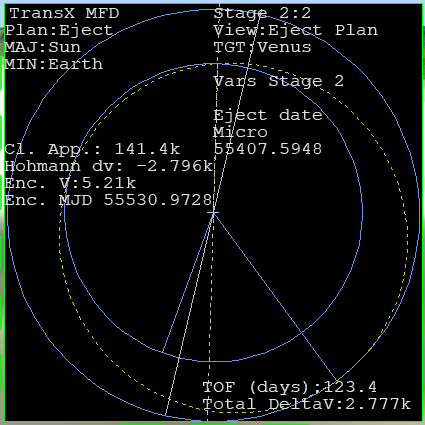 TransX MFD Stage 2:2
Plan:Eject View:Eject Plan
MAJ:Sun TGT:Venus
MIN:Earth
Vars Stage 2
Eject date
Micro
Cl. App.: 141.4k 55407.5948
Hohmann dv: -2.796k
Enc. V:5.21k
Enc. MJD 55530.9728
TOF (days):123.4
Total DeltaV:2.777k